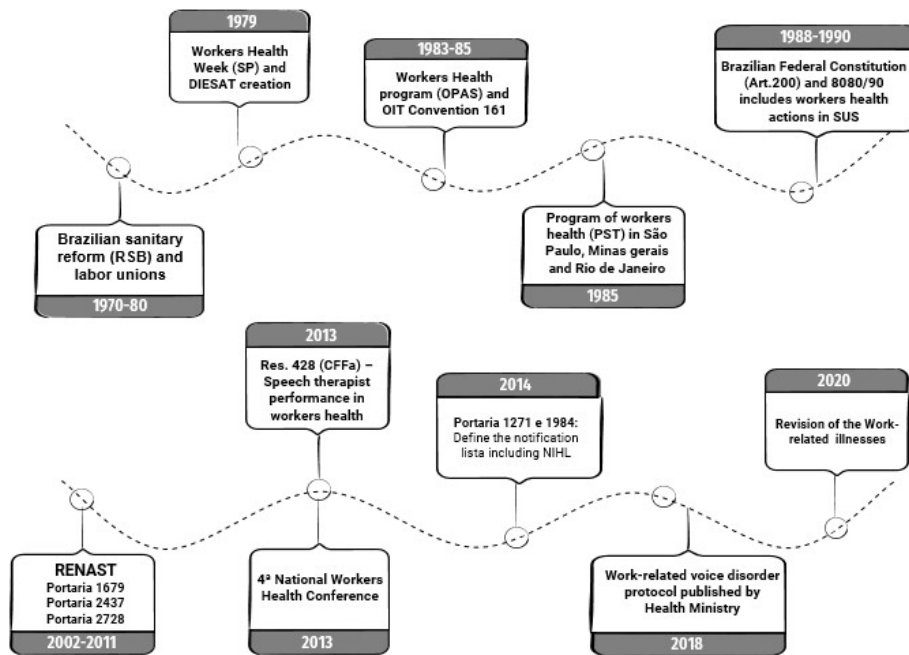 1979
Workers Health
Week (SP) and
DIESAT creation
1983-85
Workers Health
program (OPAS) and
OIT Convention 161
1988-1990
Brazilian Federal Constitution
(Art.200) and 8080/90
includes workers health
actions in SUS
Brazilian sanitary
reform (RSB) and
labor unions
1970-80
Program of workers
health (PST) in São
Paulo, Minas gerais
and Rio de Janeiro
1985
2013
Res. 428 (CFFa) –
Speech therapist
performance in
workers health
2014
Portaria 1271 e 1984:
Define the notification
lista including NIHL
2020
Revision of the Work-
related illnesses
RENAST
Portaria 1679
Portaria 2437
Portaria 2728
2002-2011
4ª National Workers
Health Conference
2013
Work-related voice disorder
protocol published by
Health Ministry
2018